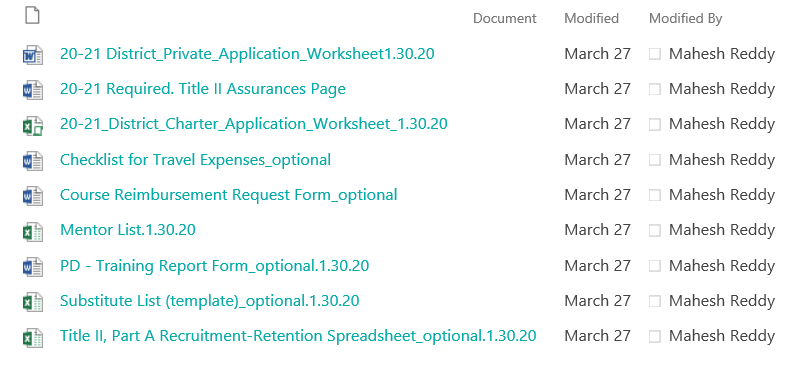 Document Modified Modified By
20-21 District_Private_Application_Worksheet1.30.20 March 27 Mahesh Reddy
20-21 Required. Title II Assurances Page March 27 Mahesh Reddy
20-21_District_Charter_Application_Worksheet_1.30.20 March 27 Mahesh Reddy
Checklist for Travel Expenses_optional March 27 Mahesh Reddy
Course Reimbursement Request Form_optional March 27 Mahesh Reddy
Mentor List.1.30.20 March 27 Mahesh Reddy
PD - Training Report Form_optional.1.30.20 March 27 Mahesh Reddy
Substitute List (template)_optional.1.30.20 March 27 Mahesh Reddy
Title II, Part A Recruitment-Retention Spreadsheet_optional.1.30.20 March 27 Mahesh Reddy